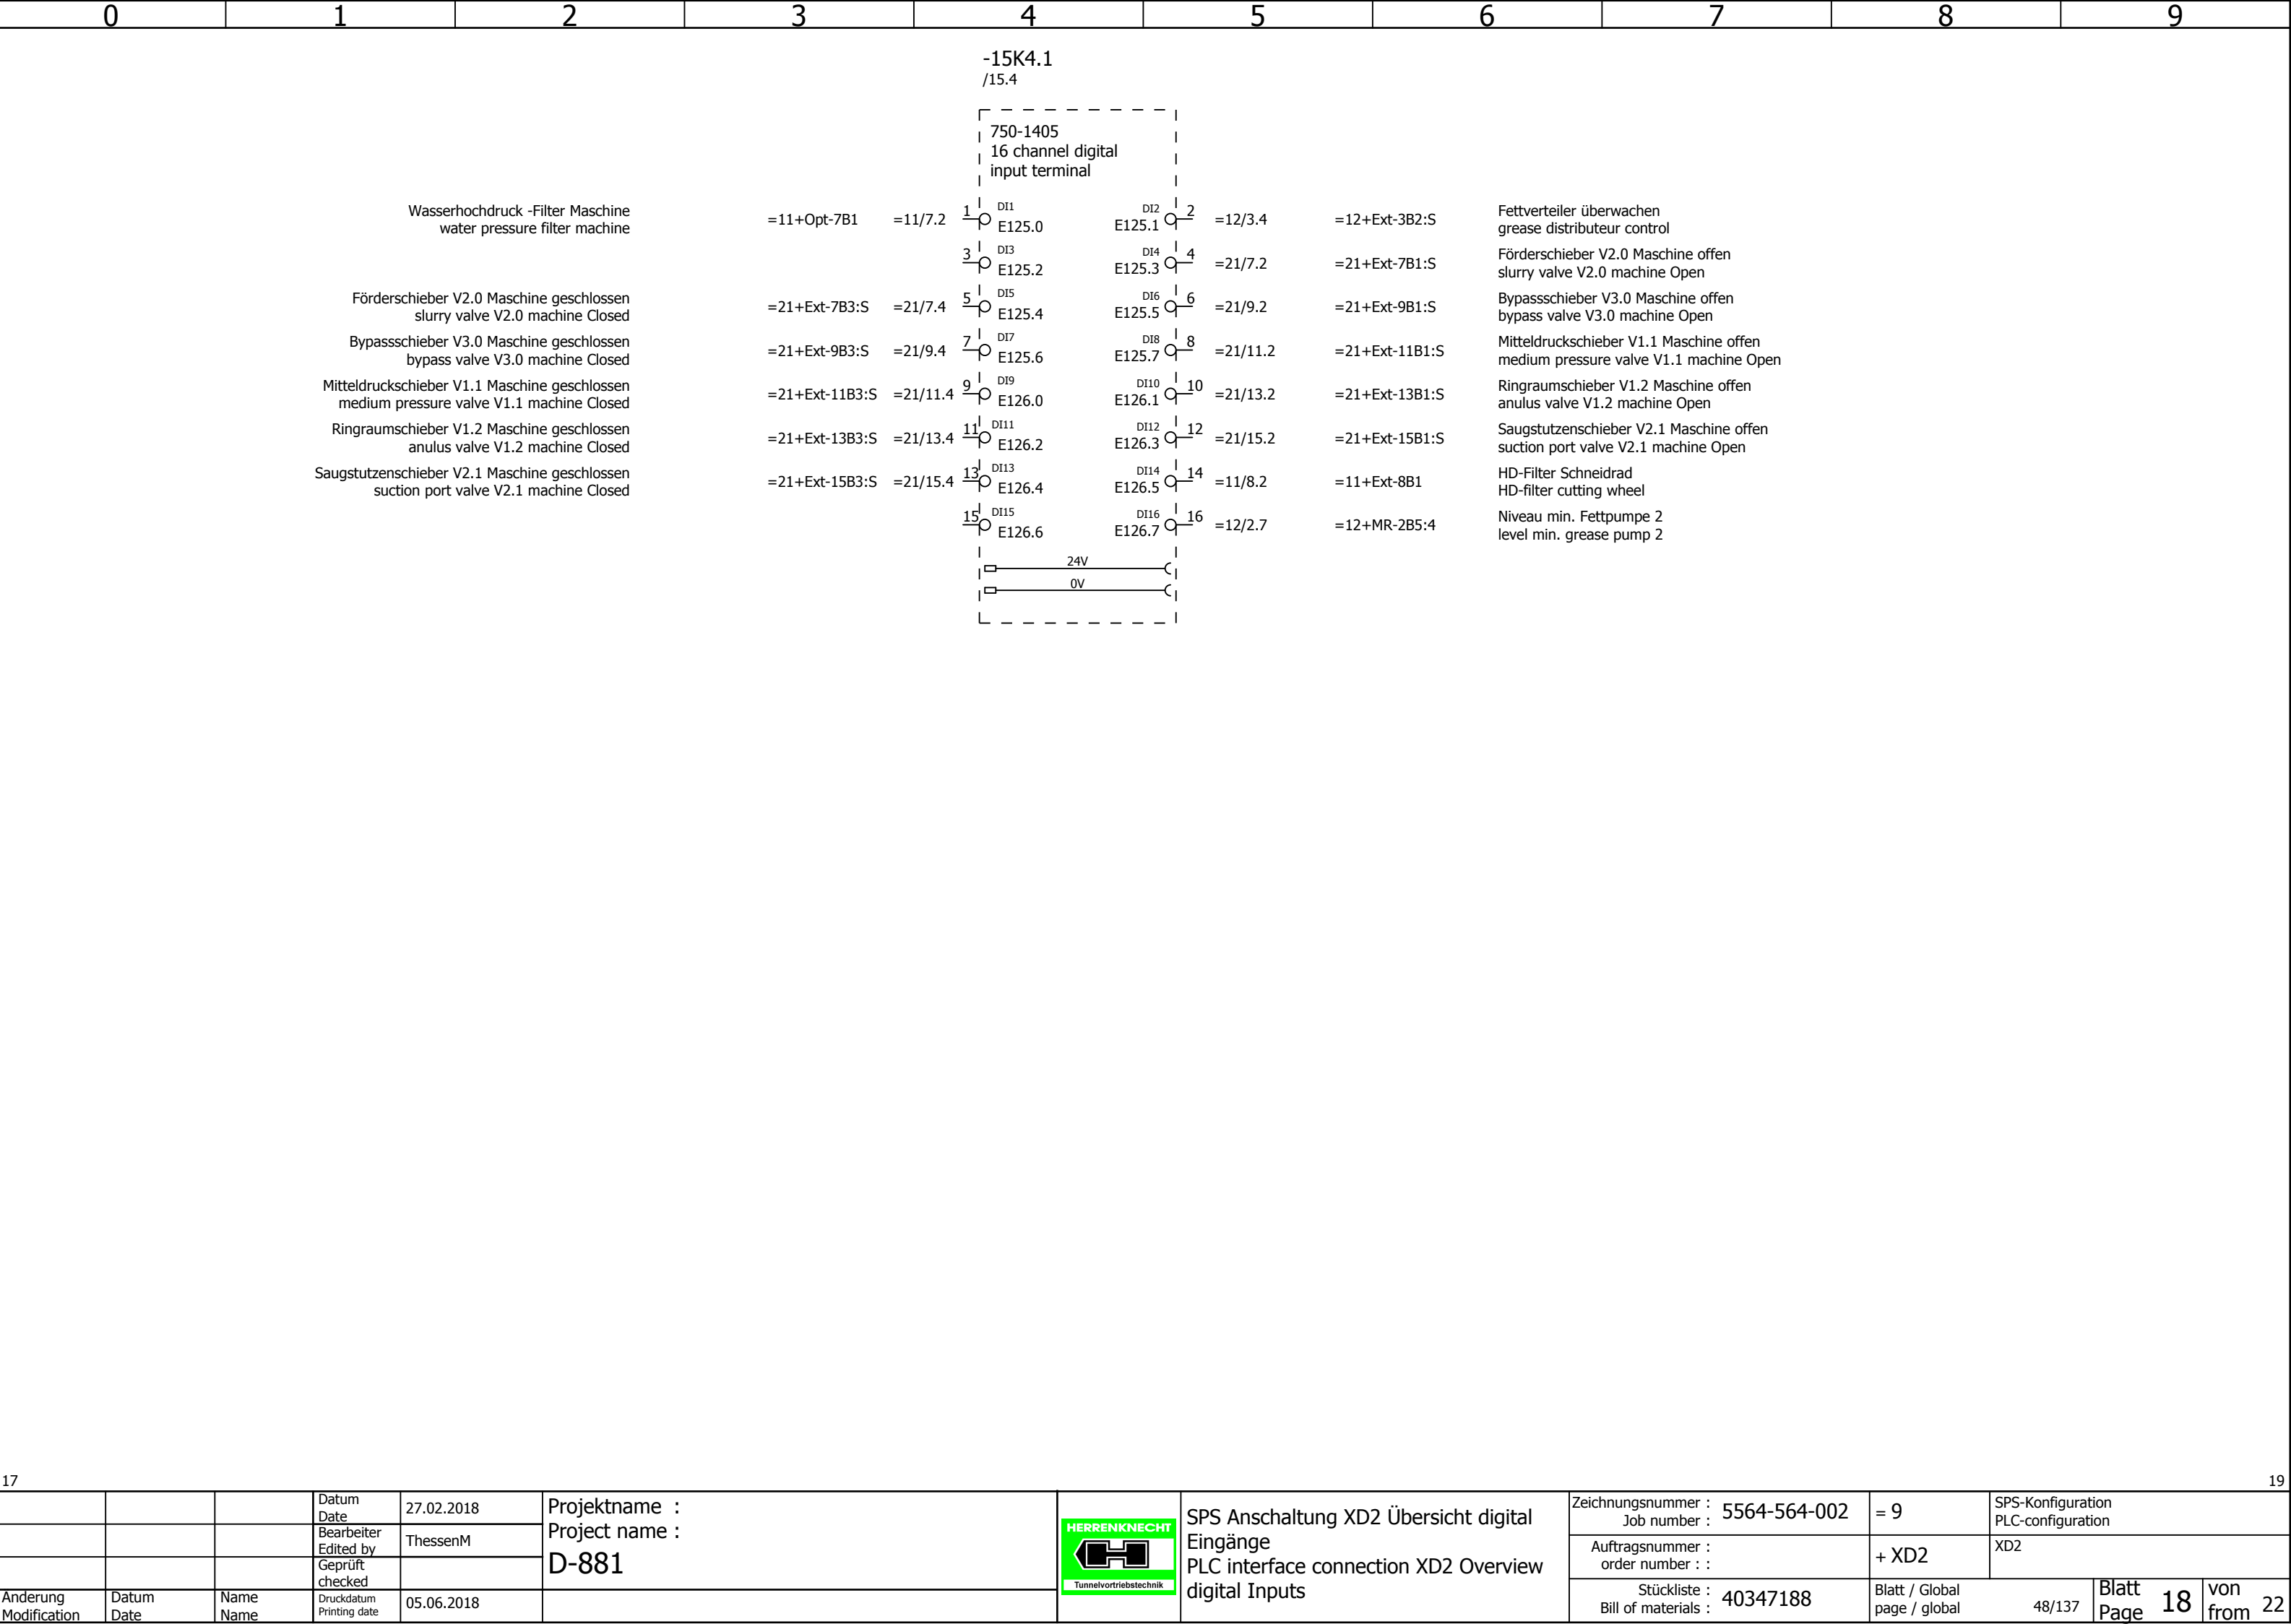 0 1 2 3 4 5 6 7 8 9
-15K4.1
/15.4
750-1405
16 channel digital
input terminal
Wasserhochdruck -Filter Maschine
water pressure filter machine
=11+Opt-7B1 =11/7.2 1 DI1 E125.0
DI2 E125.1 2 =12/3.4 =12+Ext-3B2:S
Fettverteiler überwachen
grease distributeur control
3 DI3 E125.2
DI4 E125.3 4 =21/7.2 =21+Ext-7B1:S
Förderschieber V2.0 Maschine offen
slurry valve V2.0 machine Open
Förderschieber V2.0 Maschine geschlossen
slurry valve V2.0 machine Closed
=21+Ext-7B3:S =21/7.4 5 DI5 E125.4
DI6 E125.5 6 =21/9.2 =21+Ext-9B1:S
Bypassschieber V3.0 Maschine offen
bypass valve V3.0 machine Open
Bypassschieber V3.0 Maschine geschlossen
bypass valve V3.0 machine Closed
=21+Ext-9B3:S =21/9.4 7 DI7 E125.6
DI8 E125.7 8 =21/11.2 =21+Ext-11B1:S
Mitteldruckschieber V1.1 Maschine offen
medium pressure valve V1.1 machine Open
Mitteldruckschieber V1.1 Maschine geschlossen
medium pressure valve V1.1 machine Closed
=21+Ext-11B3:S =21/11.4 9 DI9 E126.0
DI10 E126.1 10 =21/13.2 =21+Ext-13B1:S
Ringraumschieber V1.2 Maschine offen
anulus valve V1.2 machine Open
Ringraumschieber V1.2 Maschine geschlossen
anulus valve V1.2 machine Closed
=21+Ext-13B3:S =21/13.4 11 DI11 E126.2
DI12 E126.3 12 =21/15.2 =21+Ext-15B1:S
Saugstutzenschieber V2.1 Maschine offen
suction port valve V2.1 machine Open
Saugstutzenschieber V2.1 Maschine geschlossen
suction port valve V2.1 machine Closed
=21+Ext-15B3:S =21/15.4 13 DI13 E126.4
DI14 E126.5 14 =11/8.2 =11+Ext-8B1
HD-Filter Schneidrad
HD-filter cutting wheel
15 DI15 E126.6
DI16 E126.7 16 =12/2.7 =12+MR-2B5:4
Niveau min. Fettpumpe 2
level min. grease pump 2
24V
0V
17
19
Datum
Date
27.02.2018
Bearbeiter
Edited by
ThessenM
Geprüft
checked
Änderung
Modification
Datum
Date
Name
Name
Druckdatum
Printing date
05.06.2018
Projektname :
Project name :
D-881
HERRENKNECHT
Tunnelvortriebstechnik
SPS Anschaltung XD2 Übersicht digital
Eingänge
PLC interface connection XD2 Overview
digital Inputs
Zeichnungsnummer :
Job number :
5564-564-002
Auftragsnummer :
order number : :
Stückliste :
Bill of materials :
40347188
= 9
SPS-Konfiguration
PLC-configuration
+ XD2
XD2
Blatt / Global
page / global
48/137
Blatt
Page
18
von
from
22